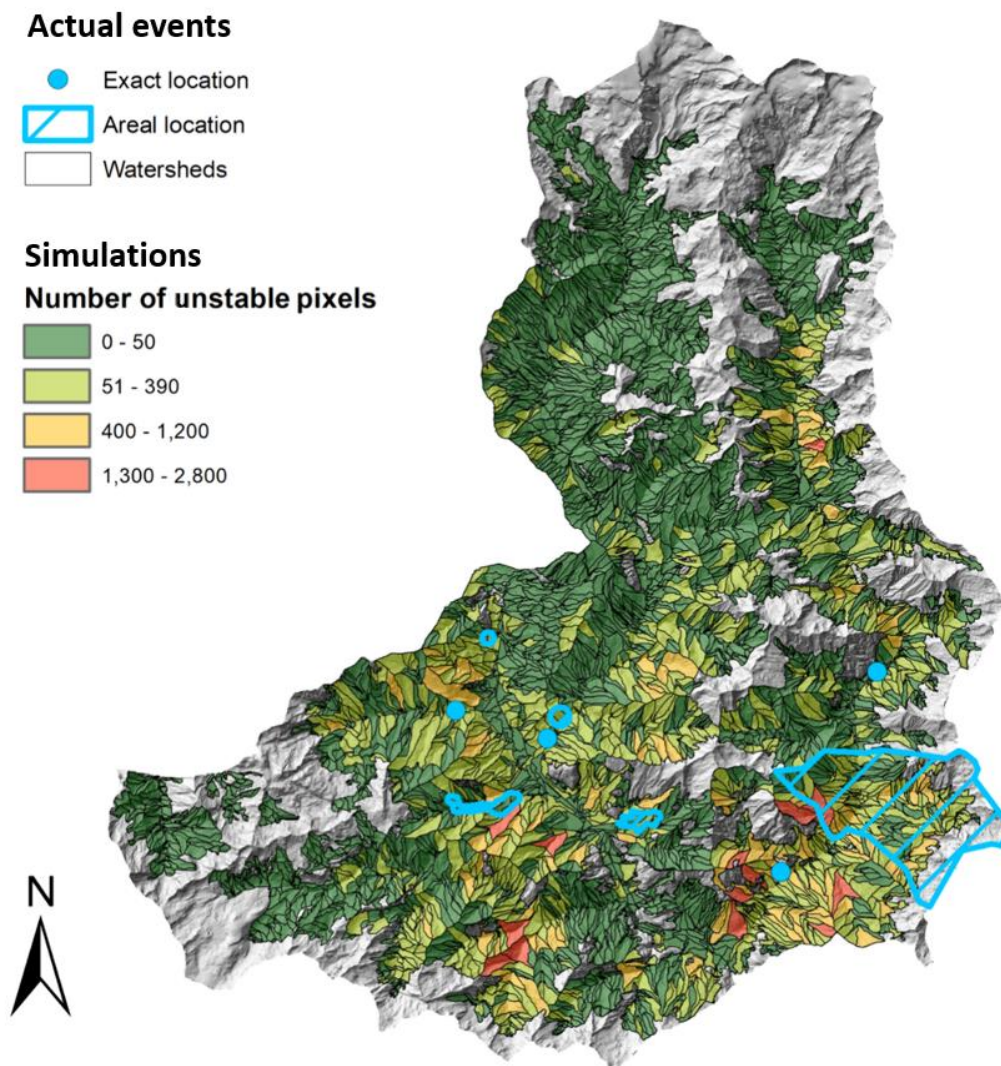 Actual events
Exact location
Areal location
Watersheds
Simulations
Number of unstable pixels
0 - 50
51 - 390
400 - 1,200
1,300 - 2,800
N